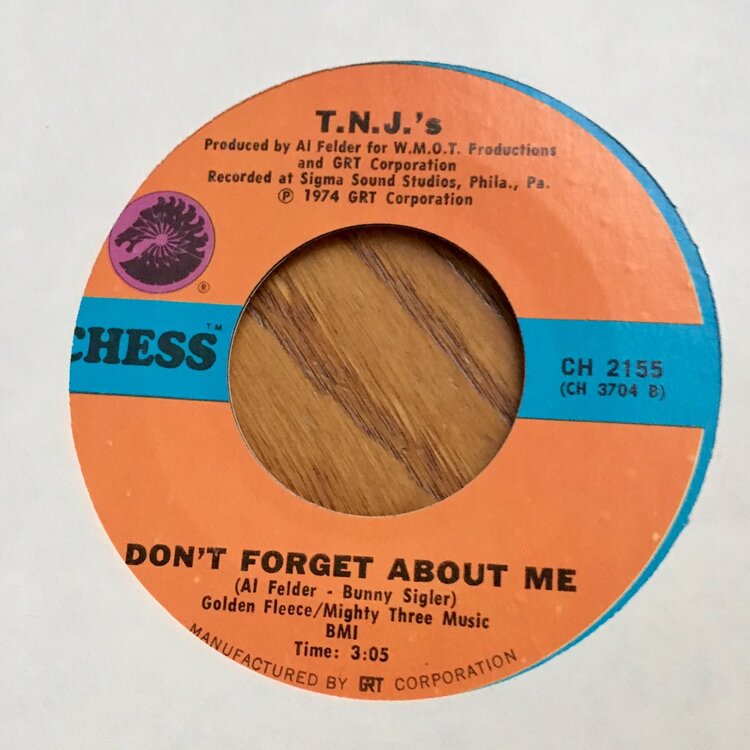 T.N.J.'s
Produced by Al Felder for W.M.O.T. Productions
and GRT Corporation
Recorded at Sigma Sound Studios, Phila., Pa.
℗ 1974 GRT Corporation
®
CHESS™
CH 2155
(CH 3704 B)
DON'T FORGET ABOUT ME
(Al Felder - Bunny Sigler)
Golden Fleece/Mighty Three Music
BMI
Time: 3:05
MANUFACTURED BY GRT CORPORATION